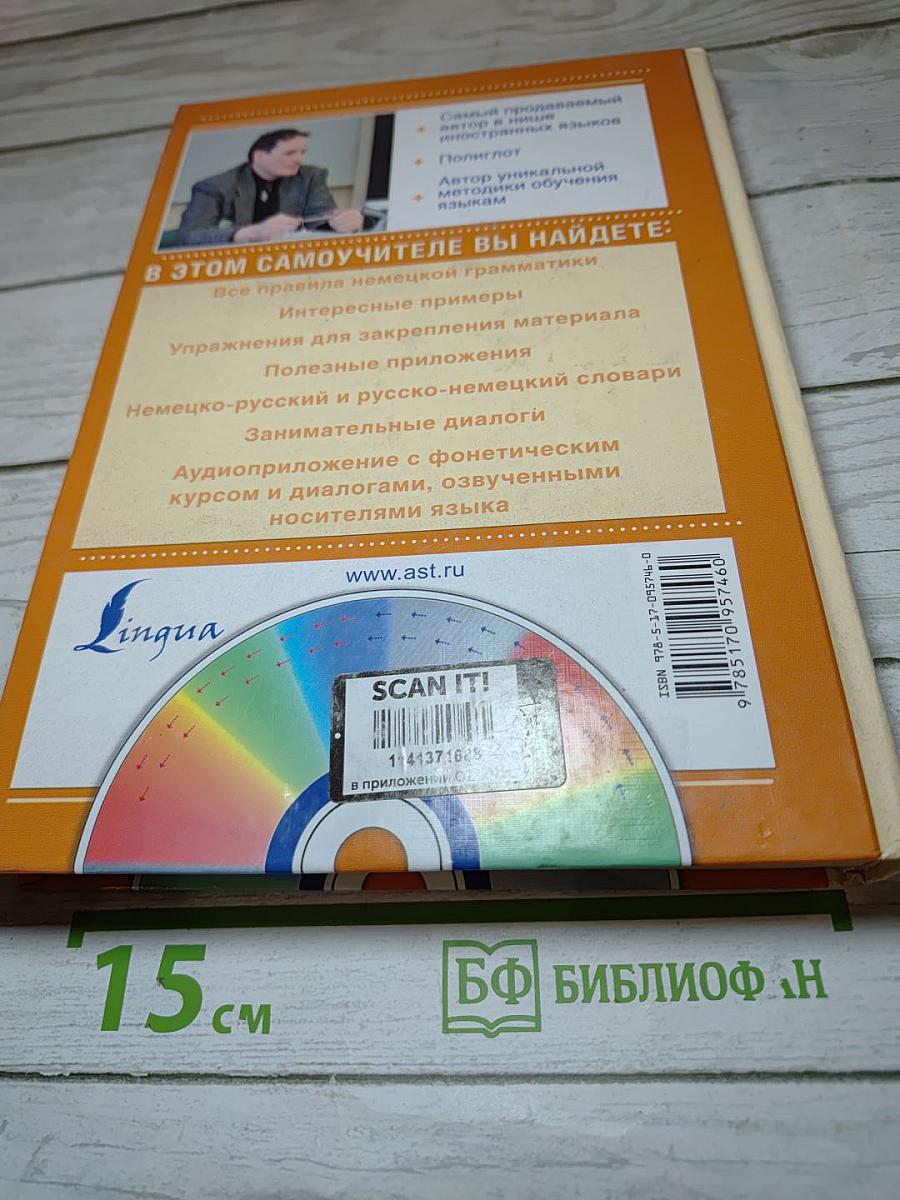 Самый продаваемый
автор в нише
иностранных языков
Полиглот
Автор уникальной
методики обучения
языкам
В ЭТОМ САМОУЧИТЕЛЕ ВЫ НАЙДЕТЕ:
Все правила немецкой грамматики
Интересные примеры
Упражнения для закрепления материала
Полезные приложения
Немецко-русский и русско-немецкий словари
Занимательные диалоги
Аудиоприложение с фонетическим
курсом и диалогами, озвученными
носителями языка
www.ast.ru
Lingua
ISBN 978-5-17-095746-0
9 785170 957460
SCAN IT!
в приложении
15 см
БФ БИБЛИОФ